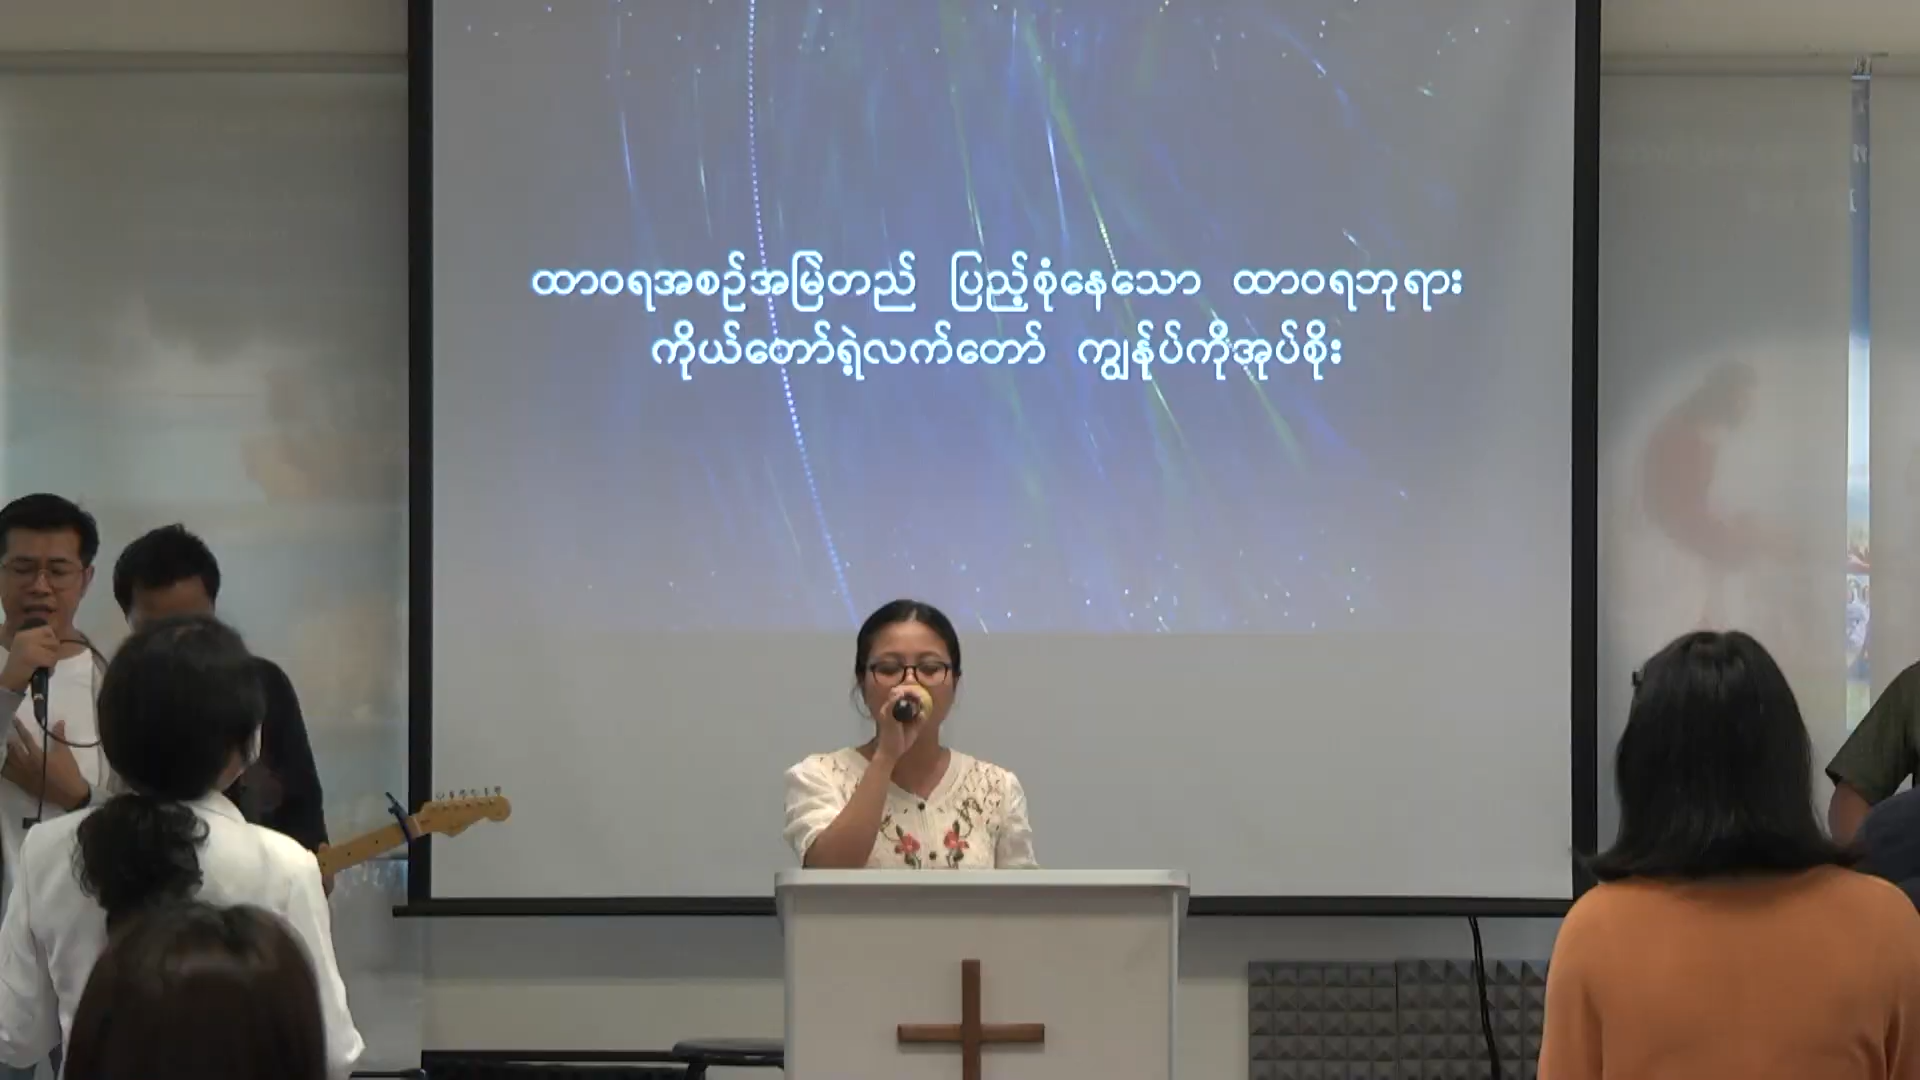 ထာဝရအစဉ်အမြဲတည် ပြည့်စုံနေသော ထာဝရဘုရား
ကိုယ်တော်ရဲ့လက်တော် ကျွန်ုပ်ကိုအုပ်စိုး